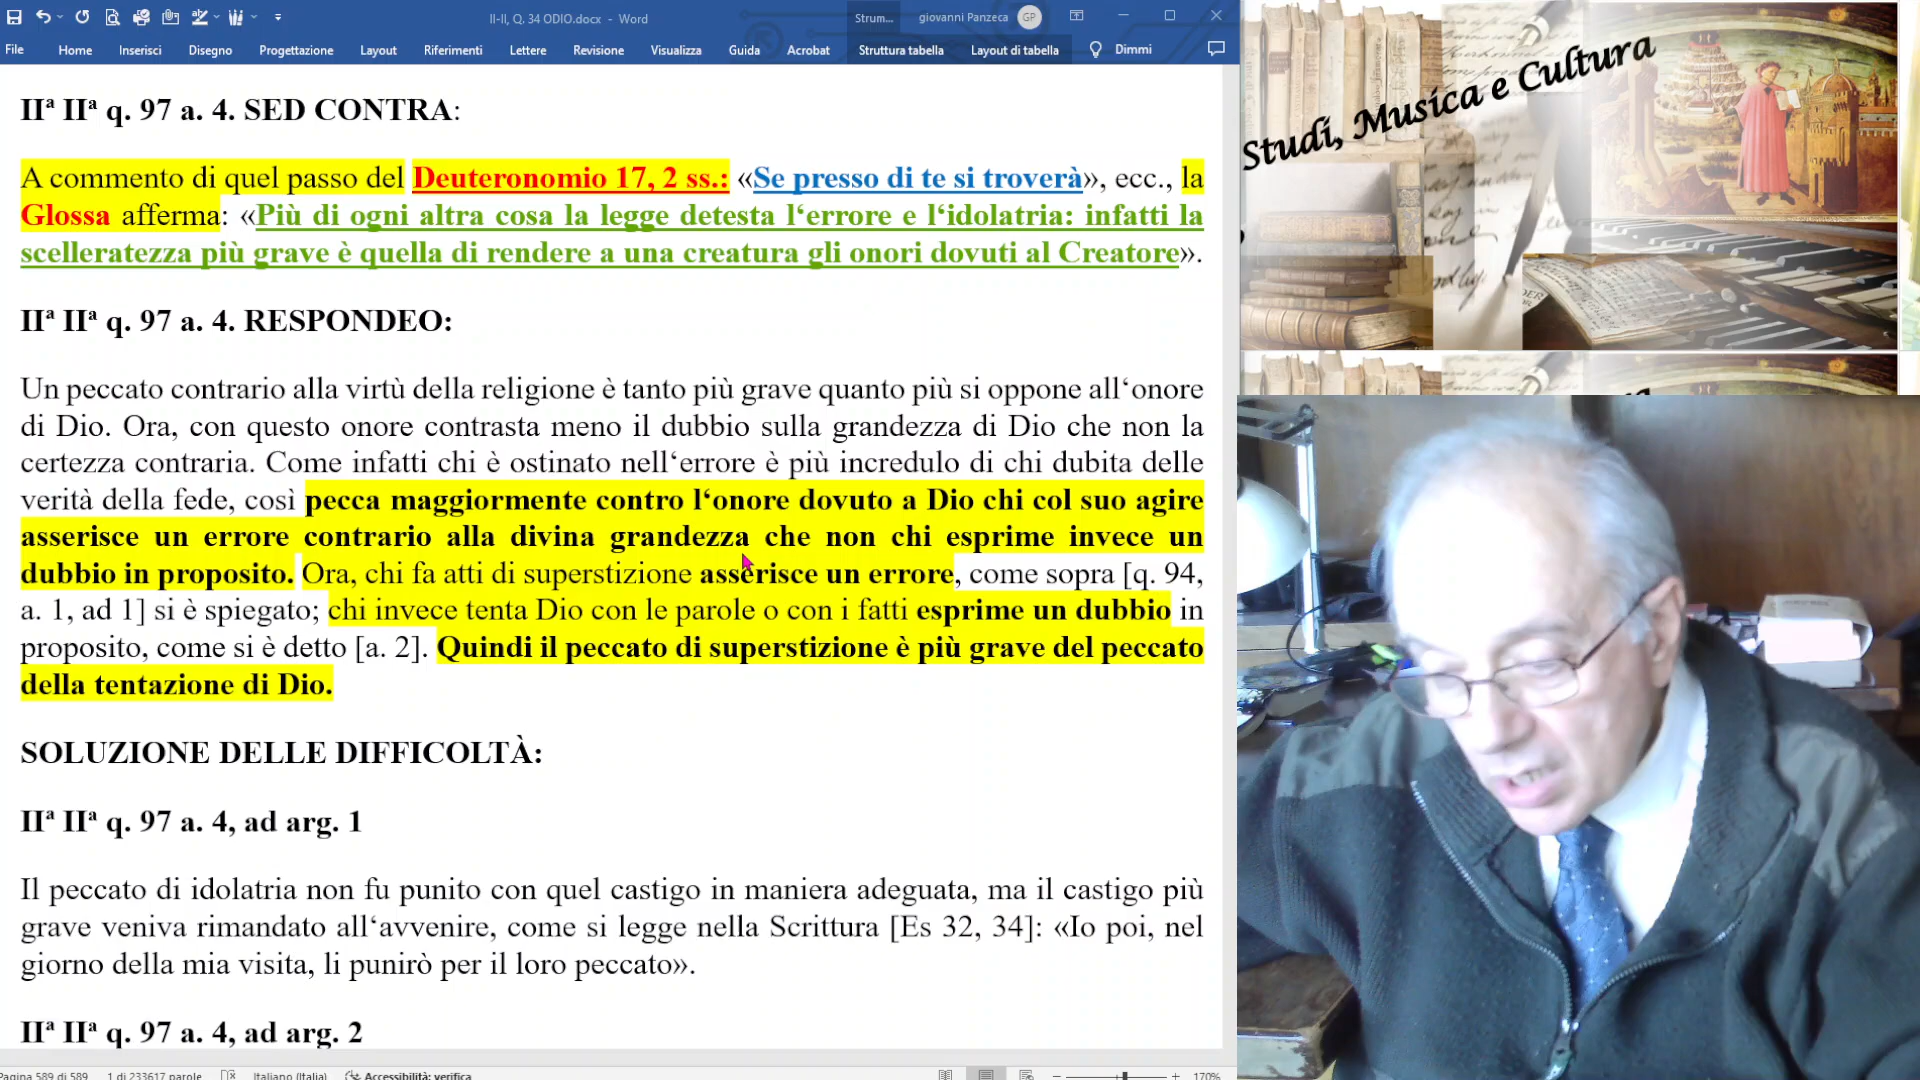 II-II, Q. 34 ODIO.docx - Word
Strum...
giovanni Panzeca
GP
File Home Inserisci Disegno Progettazione Layout Riferimenti Lettere Revisione Visualizza Guida Acrobat Struttura tabella Layout di tabella Dimmi
IIª IIª q. 97 a. 4. SED CONTRA:
A commento di quel passo del Deuteronomio 17, 2 ss.: «Se presso di te si troverà», ecc., la
Glossa afferma: «Più di ogni altra cosa la legge detesta l‘errore e l‘idolatria: infatti la
scelleratezza più grave è quella di rendere a una creatura gli onori dovuti al Creatore».
IIª IIª q. 97 a. 4. RESPONDEO:
Un peccato contrario alla virtù della religione è tanto più grave quanto più si oppone all‘onore
di Dio. Ora, con questo onore contrasta meno il dubbio sulla grandezza di Dio che non la
certezza contraria. Come infatti chi è ostinato nell‘errore è più incredulo di chi dubita delle
verità della fede, così pecca maggiormente contro l‘onore dovuto a Dio chi col suo agire
asserisce un errore contrario alla divina grandezza che non chi esprime invece un
dubbio in proposito. Ora, chi fa atti di superstizione asserisce un errore, come sopra [q. 94,
a. 1, ad 1] si è spiegato; chi invece tenta Dio con le parole o con i fatti esprime un dubbio in
proposito, come si è detto [a. 2]. Quindi il peccato di superstizione è più grave del peccato
della tentazione di Dio.
SOLUZIONE DELLE DIFFICOLTÀ:
IIª IIª q. 97 a. 4, ad arg. 1
Il peccato di idolatria non fu punito con quel castigo in maniera adeguata, ma il castigo più
grave veniva rimandato all‘avvenire, come si legge nella Scrittura [Es 32, 34]: «Io poi, nel
giorno della mia visita, li punirò per il loro peccato».
IIª IIª q. 97 a. 4, ad arg. 2
Pagina 589 di 589 1 di 233617 parole Italiano (Italia) Accessibilità: verifica 170%
Studi, Musica e Cultura